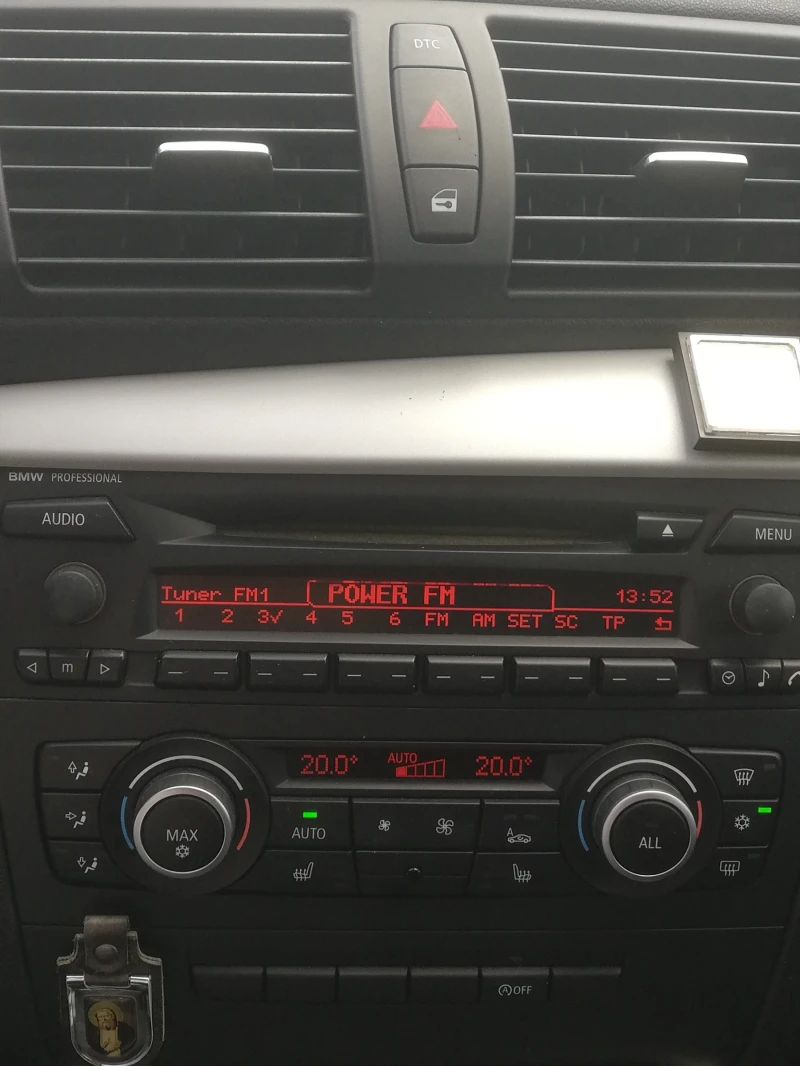 DTC
BMW PROFESSIONAL
AUDIO
MENU
Tuner FM1 POWER FM 13:52
1 2 3✓ 4 5 6 FM AM SET SC TP
m
20.0° AUTO 20.0°
MAX
AUTO
A
ALL
A OFF